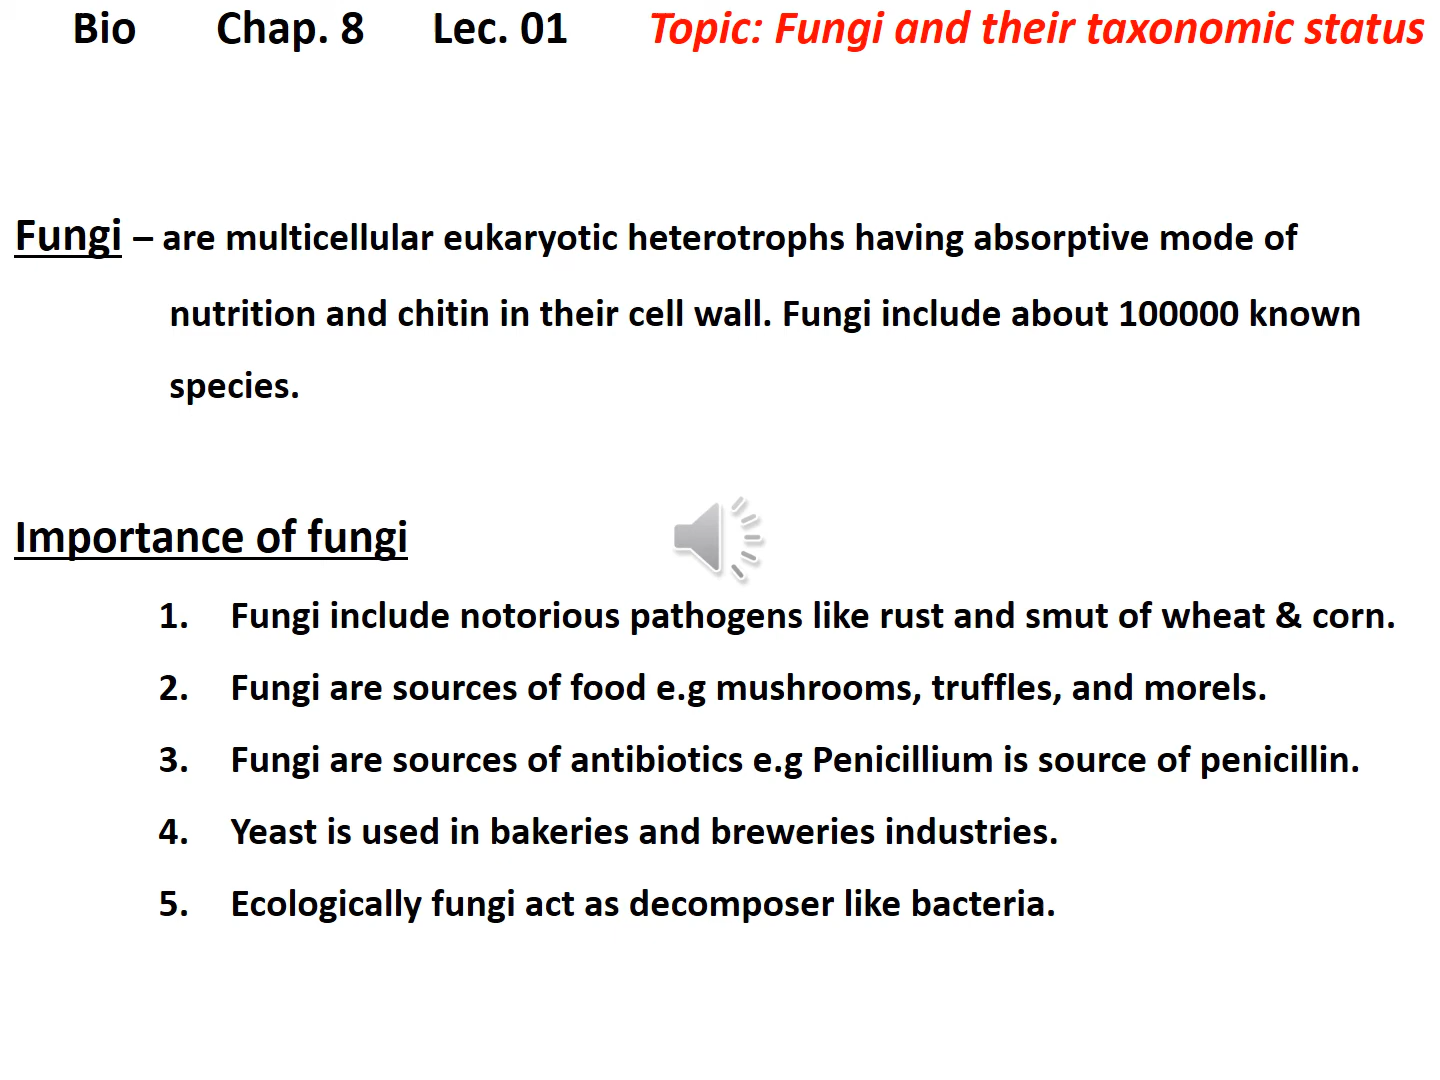 Bio Chap. 8 Lec. 01 Topic: Fungi and their taxonomic status
Fungi – are multicellular eukaryotic heterotrophs having absorptive mode of
nutrition and chitin in their cell wall. Fungi include about 100000 known
species.
Importance of fungi
1. Fungi include notorious pathogens like rust and smut of wheat & corn.
2. Fungi are sources of food e.g mushrooms, truffles, and morels.
3. Fungi are sources of antibiotics e.g Penicillium is source of penicillin.
4. Yeast is used in bakeries and breweries industries.
5. Ecologically fungi act as decomposer like bacteria.